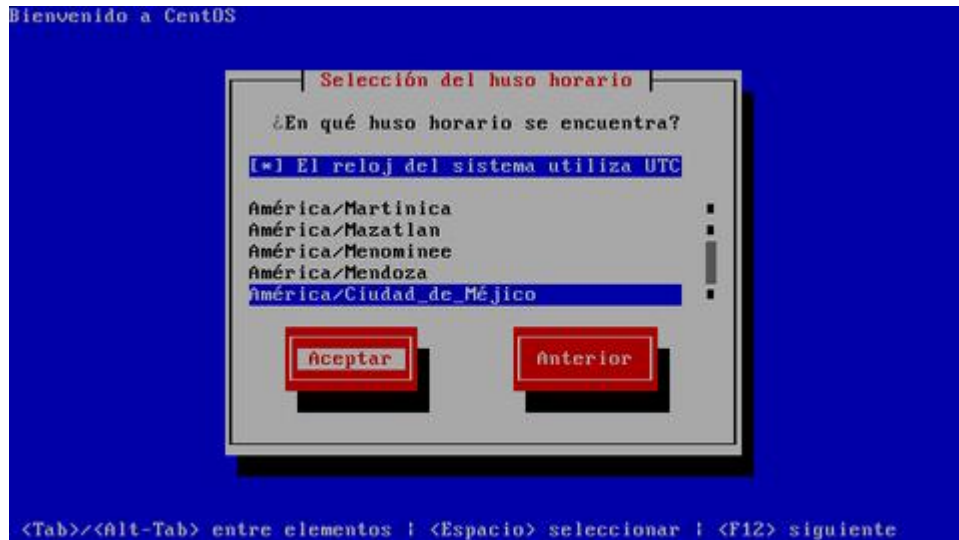 Bienvenido a CentOS
Selección del huso horario
¿En qué huso horario se encuentra?
[*] El reloj del sistema utiliza UTC
América/Martinica
América/Mazatlan
América/Menominee
América/Mendoza
América/Ciudad_de_Méjico
Aceptar Anterior
<Tab>/<Alt-Tab> entre elementos | <Espacio> seleccionar | <F12> siguiente